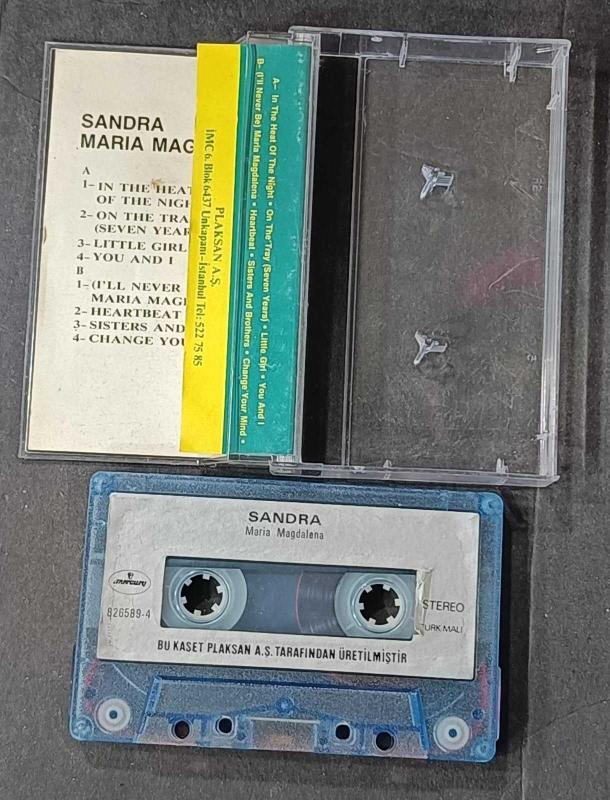 SANDRA
MARIA MAG
A
1- IN THE HEAT
OF THE NIGH
2- ON THE TRA
(SEVEN YEAR
3- LITTLE GIRL
4- YOU AND I
B
1-(I'LL NEVER
MARIA MAGI
2- HEARTBEAT
3- SISTERS AND
4- CHANGE YOU
PLAKSAN A.Ş.
İMC 6. Blok 6437 Unkapanı - İstanbul Tel: 522 75 85
A- In The Heat Of The Night • On The Tray (Seven Years) • Little Girl • You And I
B- (I'll Never Be) Maria Magdalena • Heartbeat • Sisters And Brothers • Change Your Mind •
SANDRA
Maria Magdalena
mercury
826589-4
STEREO
TÜRK MALI
BU KASET PLAKSAN A.Ş. TARAFINDAN ÜRETİLMİŞTİR